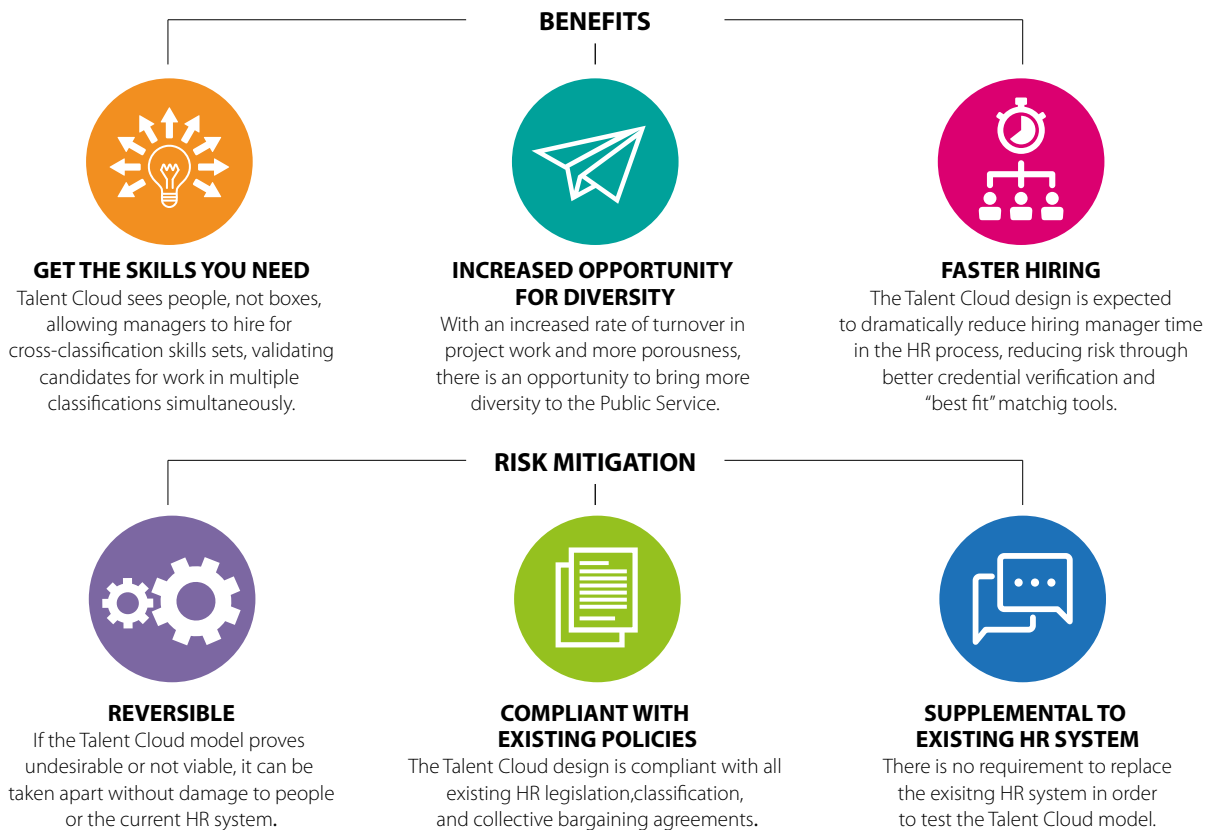 BENEFITS
GET THE SKILLS YOU NEED
Talent Cloud sees people, not boxes,
allowing managers to hire for
cross-classification skills sets, validating
candidates for work in multiple
classifications simultaneously.
INCREASED OPPORTUNITY
FOR DIVERSITY
With an increased rate of turnover in
project work and more porousness,
there is an opportunity to bring more
diversity to the Public Service.
FASTER HIRING
The Talent Cloud design is expected
to dramatically reduce hiring manager time
in the HR process, reducing risk through
better credential verification and
“best fit” matchig tools.
RISK MITIGATION
REVERSIBLE
If the Talent Cloud model proves
undesirable or not viable, it can be
taken apart without damage to people
or the current HR system.
COMPLIANT WITH
EXISTING POLICIES
The Talent Cloud design is compliant with all
existing HR legislation,classification,
and collective bargaining agreements.
SUPPLEMENTAL TO
EXISTING HR SYSTEM
There is no requirement to replace
the exisitng HR system in order
to test the Talent Cloud model.